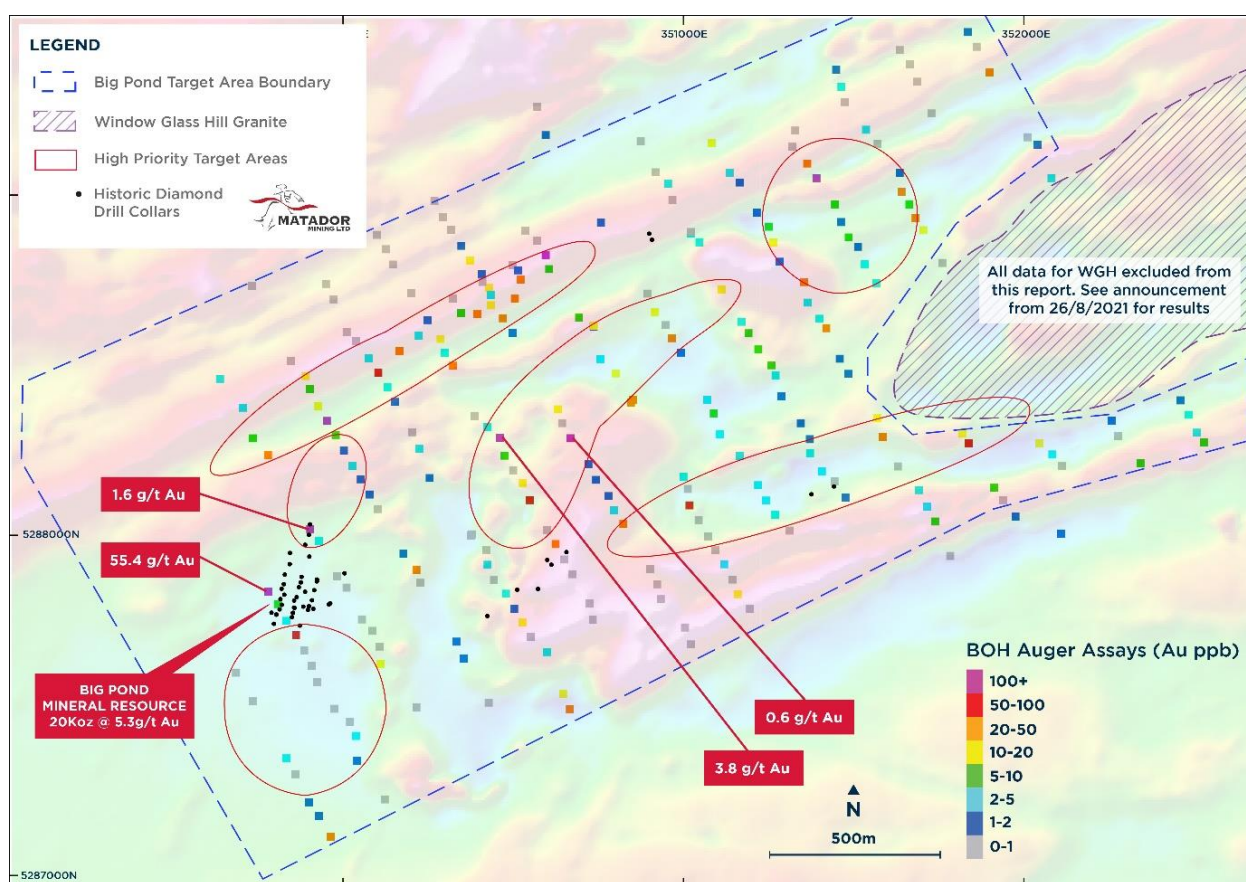 351000E
352000E
LEGEND
Big Pond Target Area Boundary
Window Glass Hill Granite
High Priority Target Areas
Historic Diamond
Drill Collars
MATADOR
MINING LTD
All data for WGH excluded from
this report. See announcement
from 26/8/2021 for results
1.6 g/t Au
5288000N
55.4 g/t Au
BIG POND
MINERAL RESOURCE
20Koz @ 5.3g/t Au
0.6 g/t Au
3.8 g/t Au
N
500m
BOH Auger Assays (Au ppb)
100+
50-100
20-50
10-20
5-10
2-5
1-2
0-1
5287000N